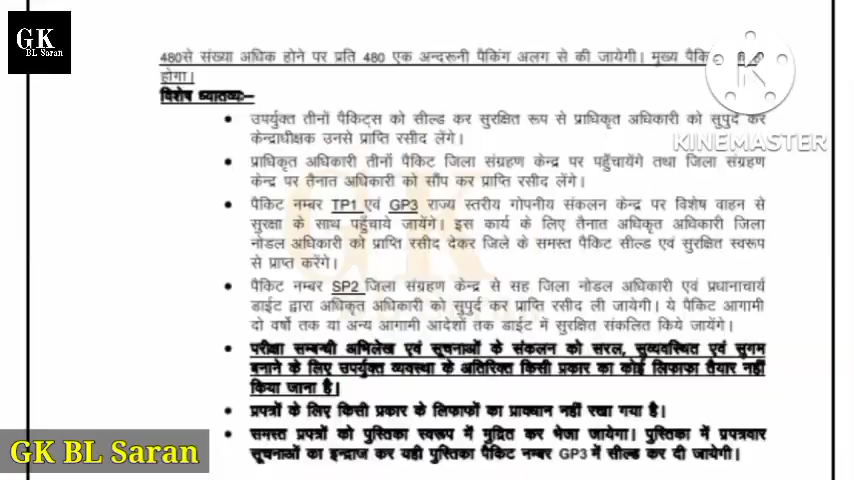 GK
BL Saran
480से संख्या अधिक होने पर प्रति 480 एक अन्दरूनी पैकिंग अलग से की जायेगी। मुख्य पैकि
होगा।
विशेष ध्यातव्यः–
• उपर्युक्त तीनों पैकिट्स को सील्ड कर सुरक्षित रूप से प्राधिकृत अधिकारी को सुपुर्द कर
केन्द्राधीक्षक उनसे प्राप्ति रसीद लेंगे।
KINEMASTER
• प्राधिकृत अधिकारी तीनों पैकिट जिला संग्रहण केन्द्र पर पहुँचायेंगे तथा जिला संग्रहण
केन्द्र पर तैनात अधिकारी को सौंप कर प्राप्ति रसीद लेंगे।
• पैकिट नम्बर TP1 एवं GP3 राज्य स्तरीय गोपनीय संकलन केन्द्र पर विशेष वाहन से
सुरक्षा के साथ पहुँचाये जायेंगे। इस कार्य के लिए तैनात अधिकृत अधिकारी जिला
नोडल अधिकारी को प्राप्ति रसीद देकर जिले के समस्त पैकिट सील्ड एवं सुरक्षित स्वरूप
से प्राप्त करेंगे।
• पैकिट नम्बर SP2 जिला संग्रहण केन्द्र से सह जिला नोडल अधिकारी एवं प्रधानाचार्य
डाईट द्वारा अधिकृत अधिकारी को सुपुर्द कर प्राप्ति रसीद ली जायेगी। ये पैकिट आगामी
दो वर्षो तक या अन्य आगामी आदेशों तक डाईट में सुरक्षित संकलित किये जायेंगे।
• परीक्षा सम्बन्धी अभिलेख एवं सूचनाओं के संकलन को सरल, सुव्यवस्थित एवं सुगम
बनाने के लिए उपर्युक्त व्यवस्था के अतिरिक्त किसी प्रकार का कोई लिफाफा तैयार नहीं
किया जाना है।
• प्रपत्रों के लिए किसी प्रकार के लिफाफों का प्रावधान नहीं रखा गया है।
• समस्त प्रपत्रों को पुस्तिका स्वरूप में मुद्रित कर भेजा जायेगा। पुस्तिका में प्रपत्रवार
सूचनाओं का इन्द्राज कर यही पुस्तिका पैकिट नम्बर GP3 में सील्ड कर दी जायेगी।
GK BL Saran